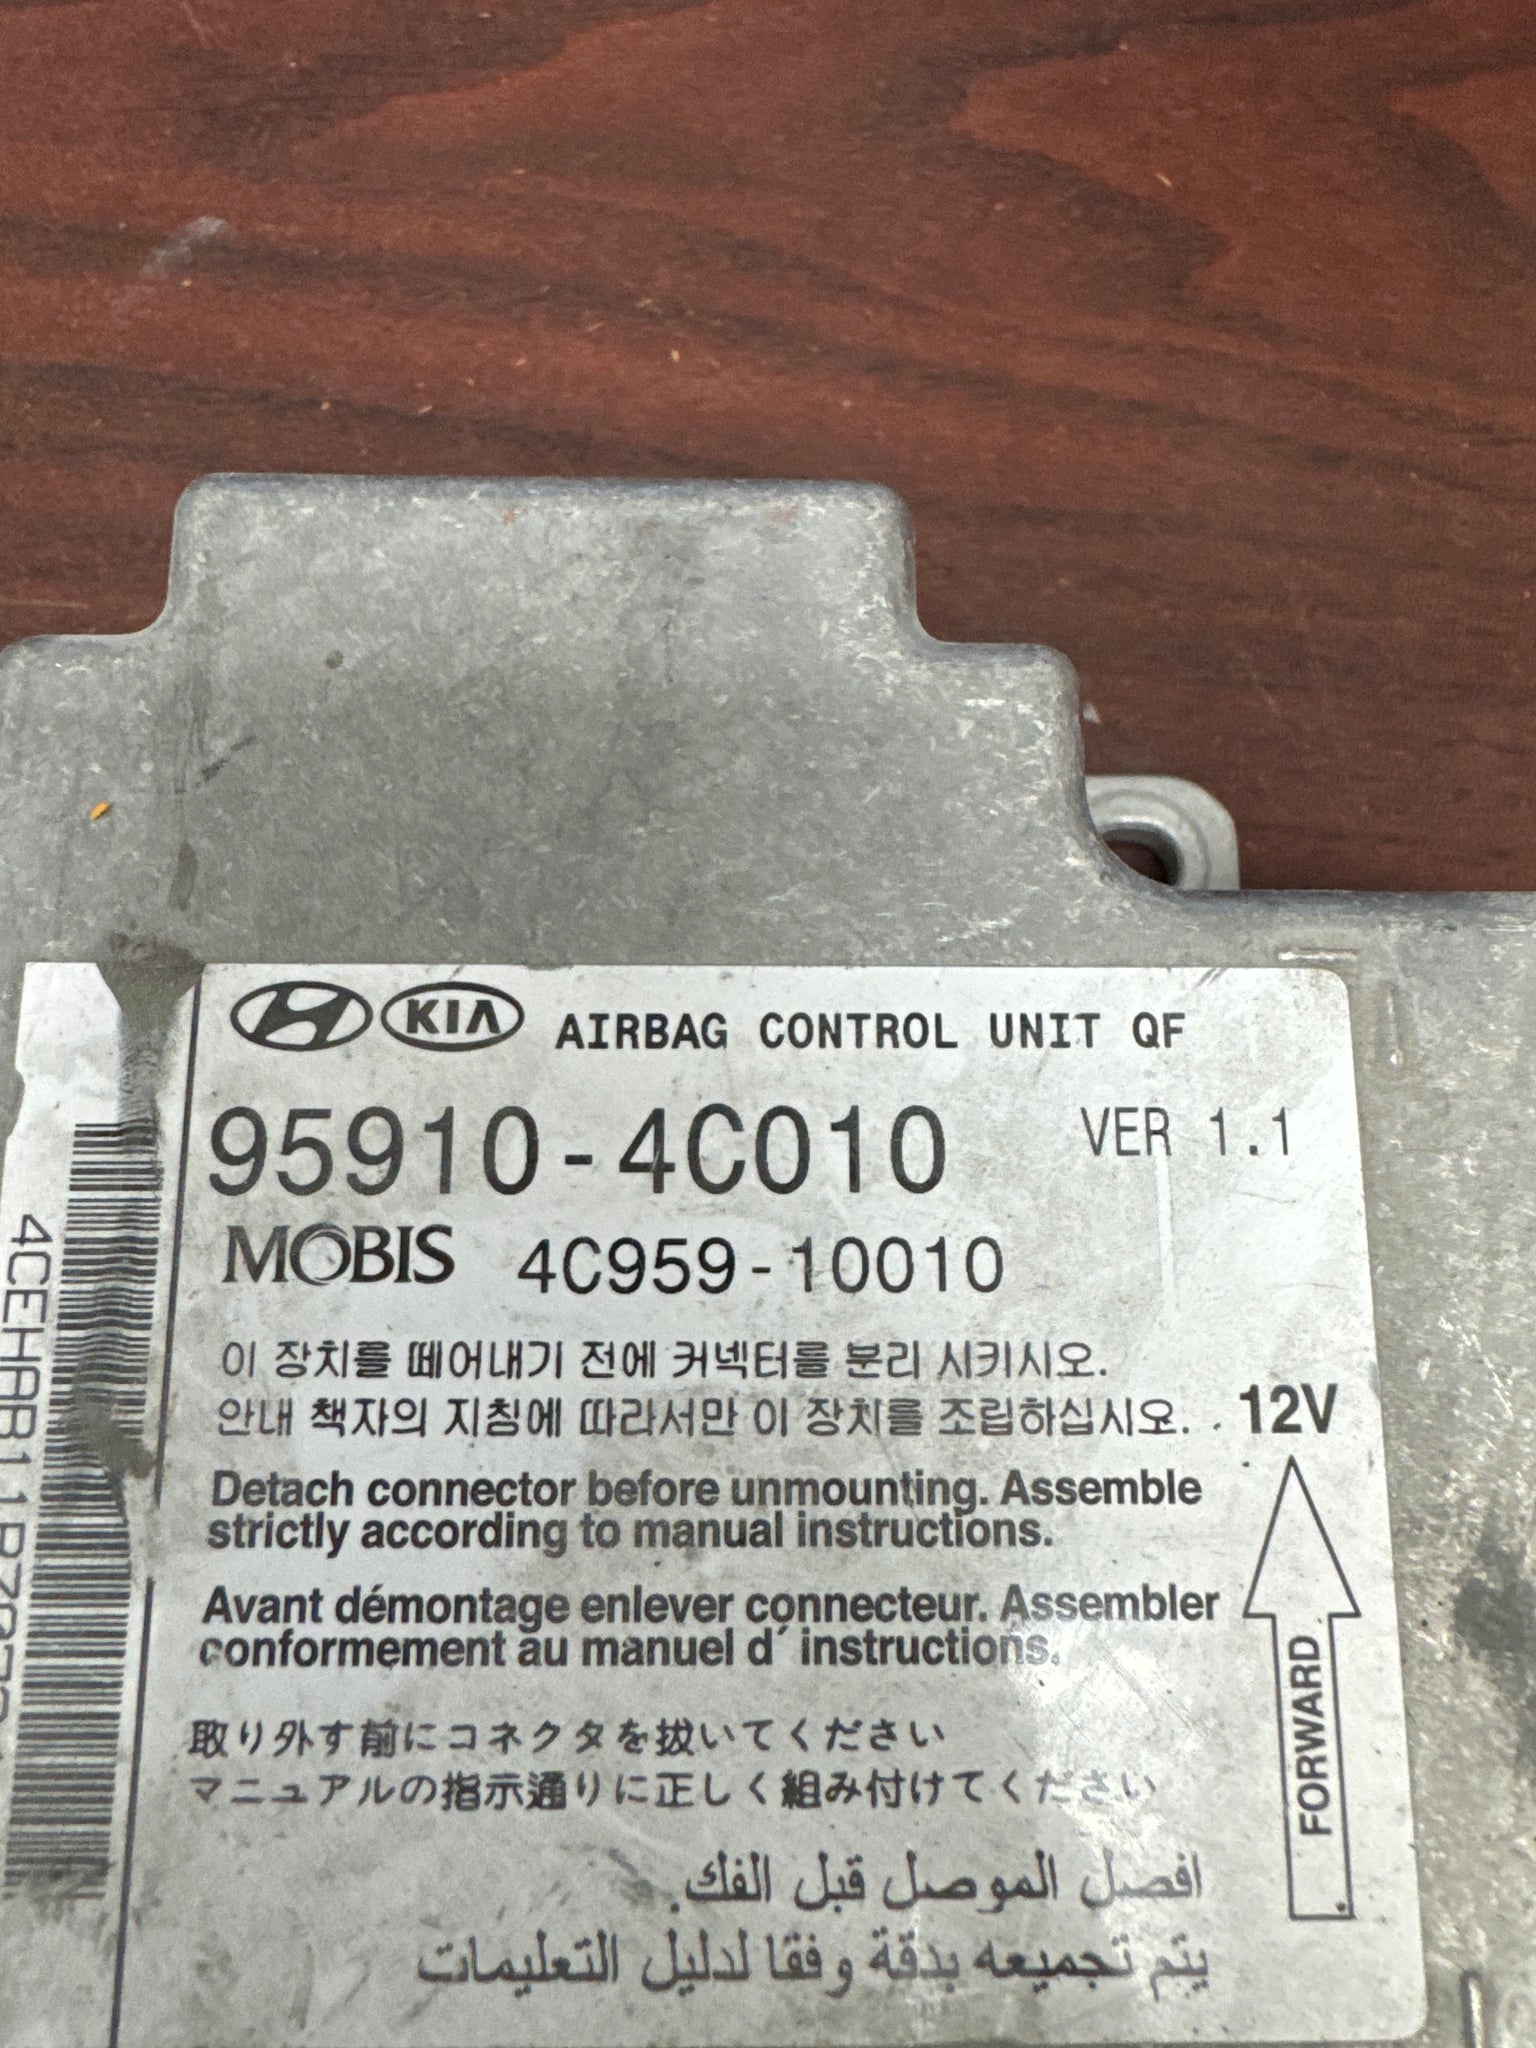 KIA AIRBAG CONTROL UNIT QF
95910-4C010 VER 1.1
MOBIS 4C959-10010
이 장치를 떼어내기 전에 커넥터를 분리 시키시오.
안내 책자의 지침에 따라서만 이 장치를 조립하십시오.
12V
Detach connector before unmounting. Assemble
strictly according to manual instructions.
Avant démontage enlever connecteur. Assembler
conformement au manuel d´instructions.
FORWARD
取り外す前にコネクタを抜いてください
マニュアルの指示通りに正しく組み付けてください
افصل الموصل قبل الفك.
يتم تجميعه بدقة وفقا لدليل التعليمات